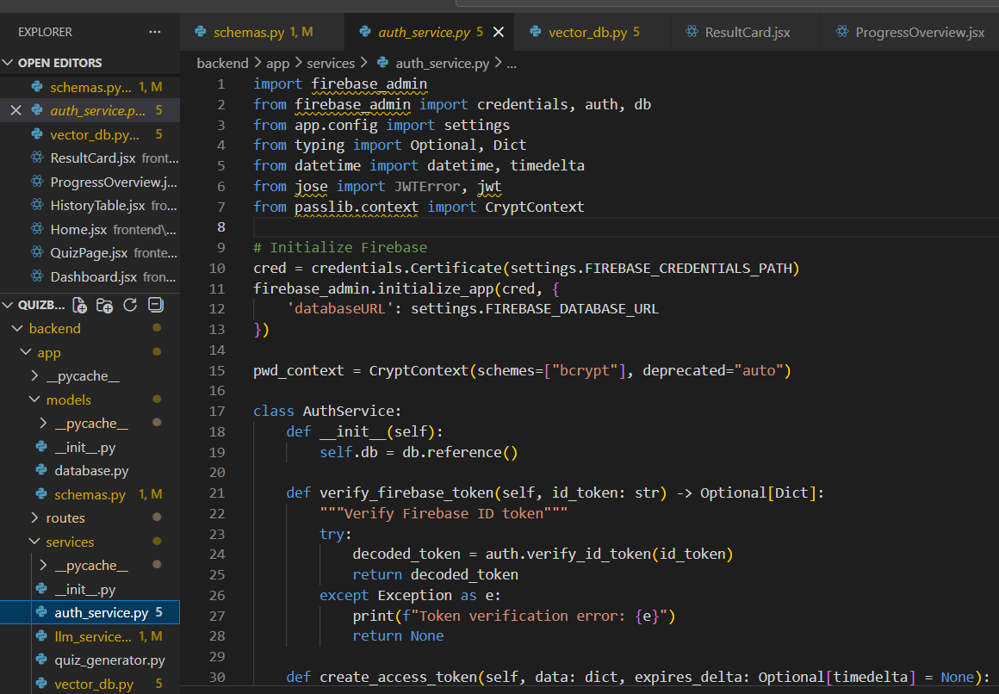 EXPLORER ...
schemas.py 1, M
auth_service.py 5
vector_db.py 5
ResultCard.jsx
ProgressOverview.jsx
OPEN EDITORS
schemas.py... 1, M
auth_service.p... 5
vector_db.py... 5
ResultCard.jsx front...
ProgressOverview.j...
HistoryTable.jsx fro...
Home.jsx frontend\...
QuizPage.jsx fronte...
Dashboard.jsx fron...
QUIZB...
backend
app
__pycache__
models
__pycache__
__init__.py
database.py
schemas.py 1, M
routes
services
__pycache__
__init__.py
auth_service.py 5
llm_service... 1, M
quiz_generator.py
vector_db.py 5
backend > app > services > auth_service.py > ...
1 import firebase_admin
2 from firebase_admin import credentials, auth, db
3 from app.config import settings
4 from typing import Optional, Dict
5 from datetime import datetime, timedelta
6 from jose import JWTError, jwt
7 from passlib.context import CryptContext
8
9 # Initialize Firebase
10 cred = credentials.Certificate(settings.FIREBASE_CREDENTIALS_PATH)
11 firebase_admin.initialize_app(cred, {
12     'databaseURL': settings.FIREBASE_DATABASE_URL
13 })
14
15 pwd_context = CryptContext(schemes=["bcrypt"], deprecated="auto")
16
17 class AuthService:
18     def __init__(self):
19         self.db = db.reference()
20
21     def verify_firebase_token(self, id_token: str) -> Optional[Dict]:
22         """Verify Firebase ID token"""
23         try:
24             decoded_token = auth.verify_id_token(id_token)
25             return decoded_token
26         except Exception as e:
27             print(f"Token verification error: {e}")
28             return None
29
30     def create_access_token(self, data: dict, expires_delta: Optional[timedelta] = None):